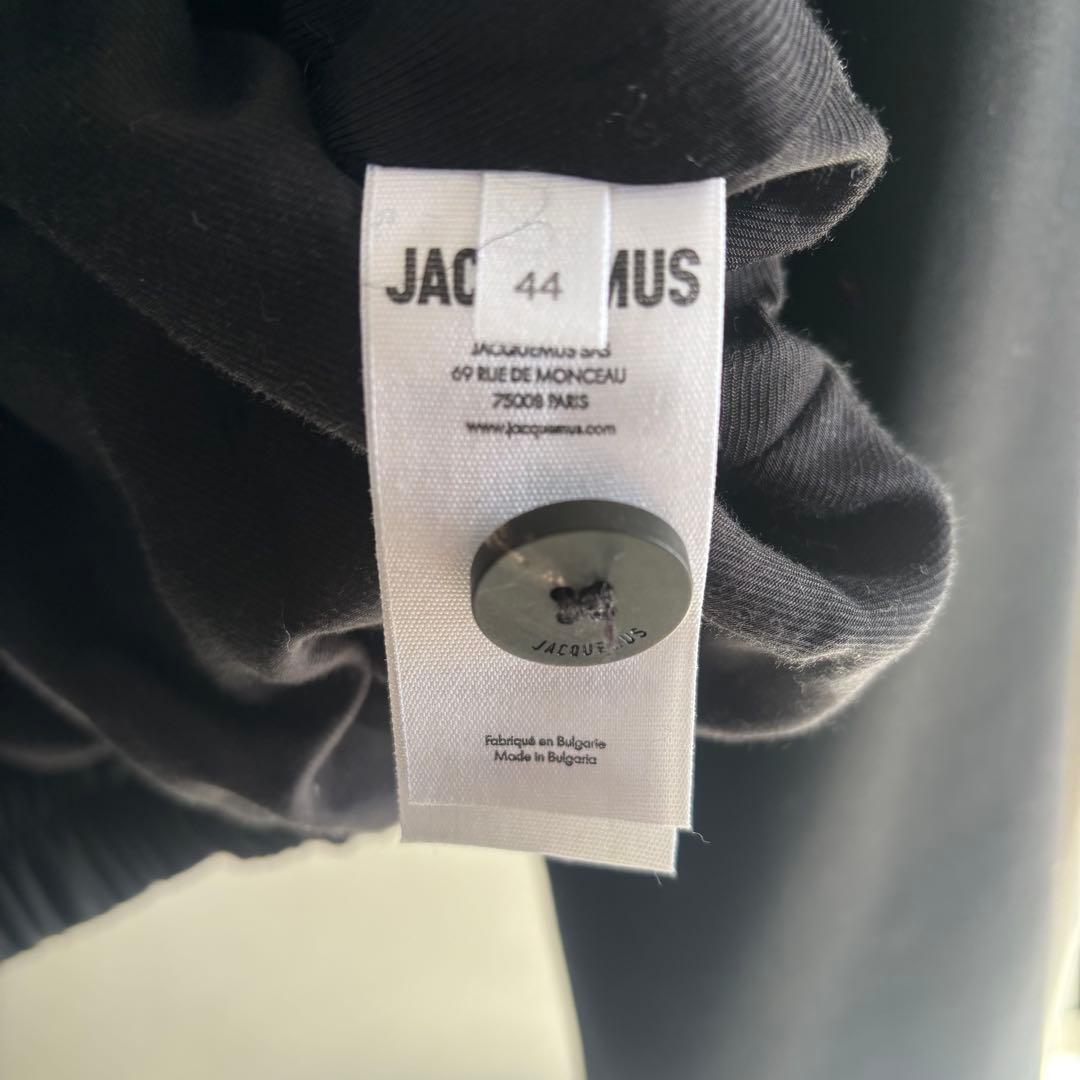 JAC MUS
44
JACQUEMUS SAS
69 RUE DE MONCEAU
75008 PARIS
www.jacquemus.com
JACQUEMUS
Fabriqué en Bulgarie
Made in Bulgaria